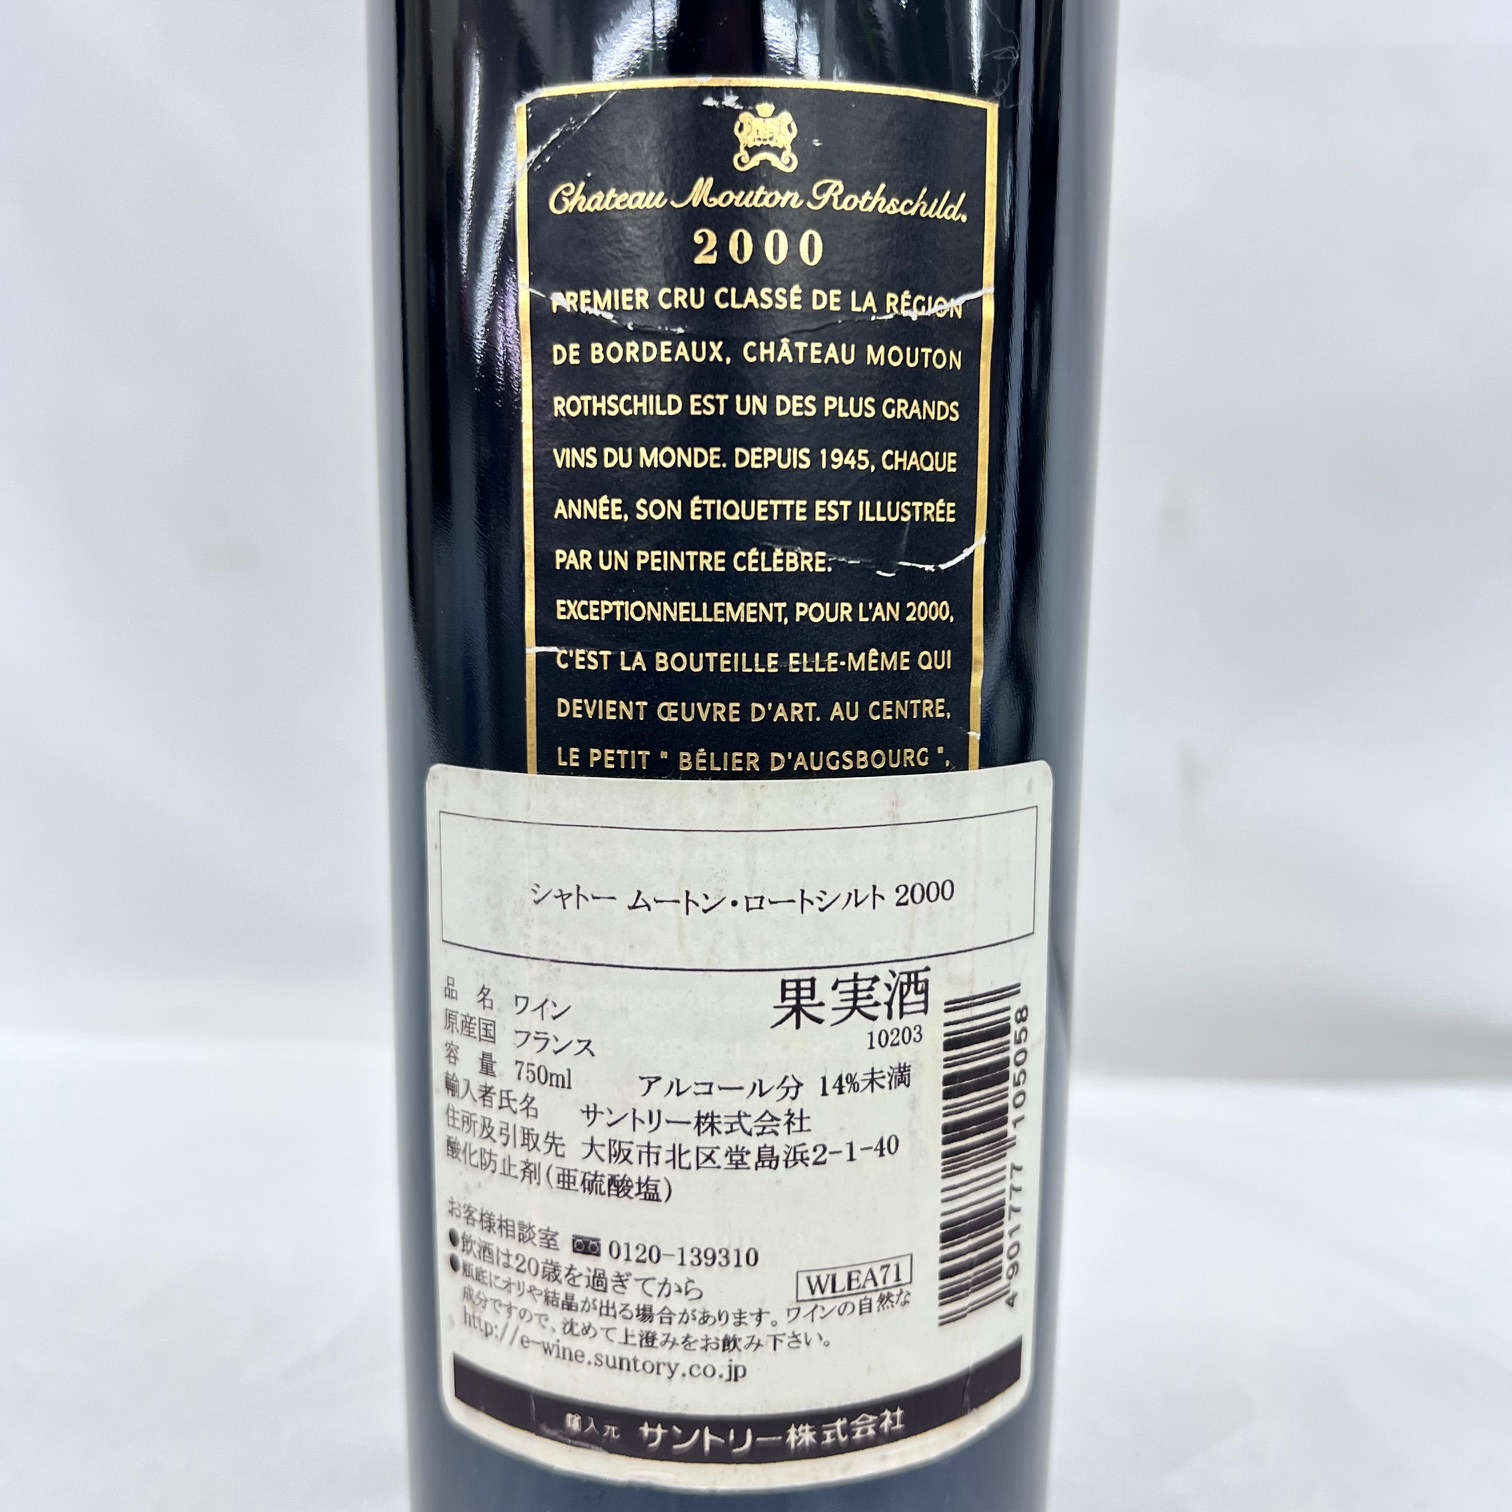 Château Mouton Rothschild.
2000
PREMIER CRU CLASSÉ DE LA RÉGION
DE BORDEAUX, CHÂTEAU MOUTON
ROTHSCHILD EST UN DES PLUS GRANDS
VINS DU MONDE. DEPUIS 1945, CHAQUE
ANNÉE, SON ÉTIQUETTE EST ILLUSTRÉE
PAR UN PEINTRE CÉLÈBRE.
EXCEPTIONNELLEMENT, POUR L'AN 2000,
C'EST LA BOUTEILLE ELLE-MÊME QUI
DEVIENT ŒUVRE D'ART. AU CENTRE,
LE PETIT " BÉLIER D'AUGSBOURG ",
シャトー ムートン・ロートシルト 2000
果実酒
10203
品名 ワイン
原産国 フランス
容量 750ml アルコール分 14%未満
輸入者氏名 サントリー株式会社
住所及引取先 大阪市北区堂島浜2-1-40
酸化防止剤(亜硫酸塩)
お客様相談室 0120-139310
●飲酒は20歳を過ぎてから
WLEA71
●瓶底にオリや結晶が出る場合があります。ワインの自然な
成分ですので、沈めて上澄みをお飲み下さい。
http://e-wine.suntory.co.jp
輸入元 サントリー株式会社
4 901777 105058